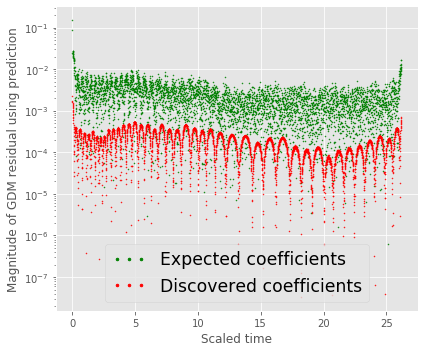 Magnitude of GDM residual using prediction
10⁻¹
10⁻²
10⁻³
10⁻⁴
10⁻⁵
10⁻⁶
10⁻⁷
Expected coefficients
Discovered coefficients
0 5 10 15 20 25
Scaled time